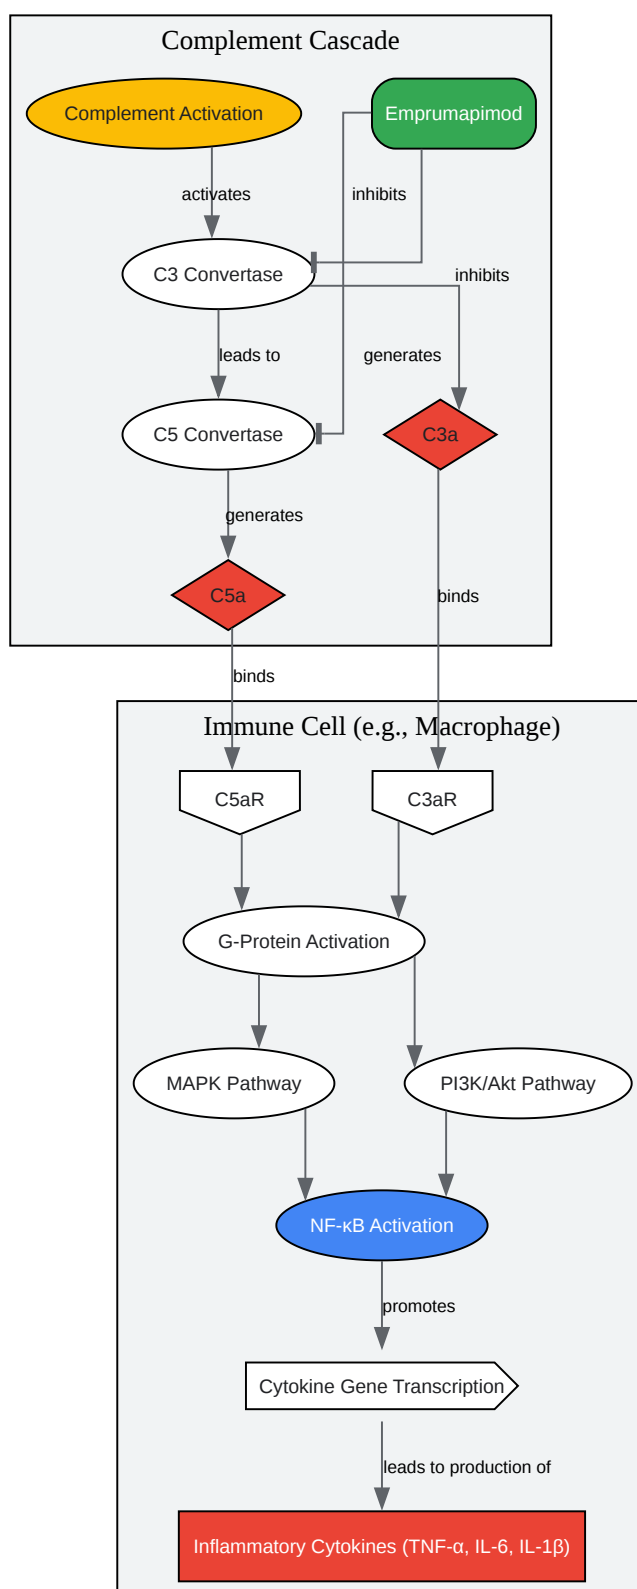 Complement Cascade
Complement Activation
Emprumapimod
activates
inhibits
C3 Convertase
inhibits
leads to
generates
C5 Convertase
C3a
generates
C5a
binds
binds
Immune Cell (e.g., Macrophage)
C5aR
C3aR
G-Protein Activation
MAPK Pathway
PI3K/Akt Pathway
NF-κB Activation
promotes
Cytokine Gene Transcription
leads to production of
Inflammatory Cytokines (TNF-α, IL-6, IL-1β)